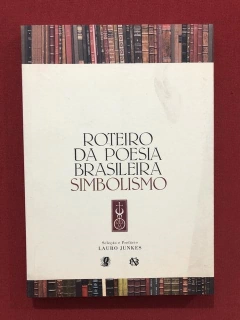 ROTEIRO
DA POESIA
BRASILEIRA
SIMBOLISMO
Seleção e Prefácio
LAURO JUNKES